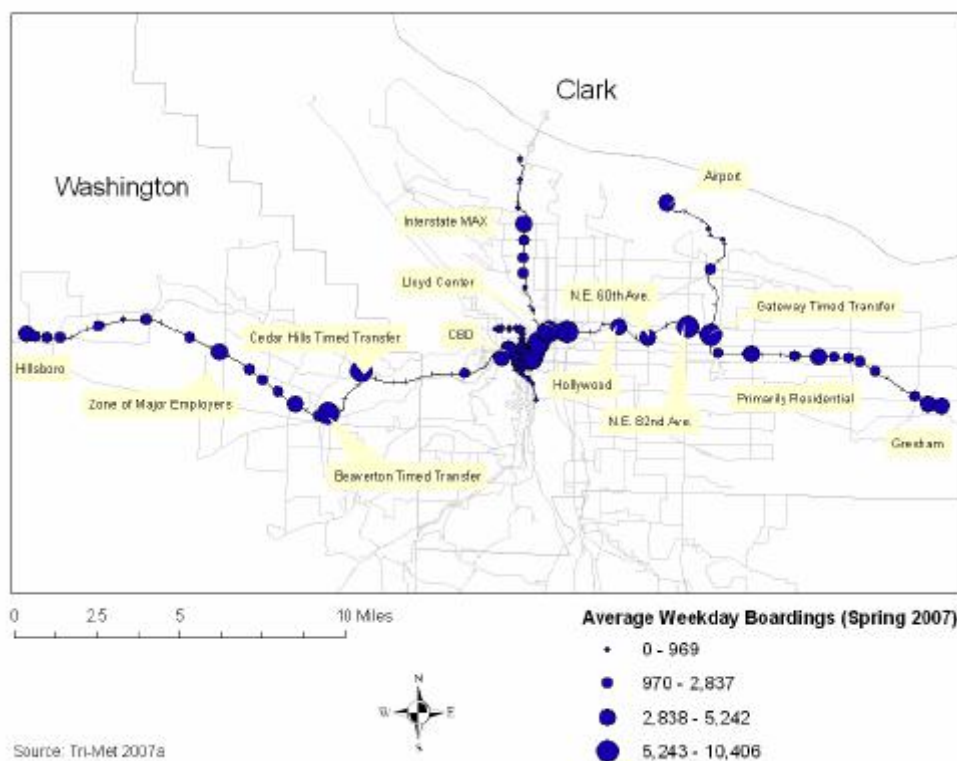 Clark
Washington
Airport
Interstate MAX
Lloyd Center
N.E. 60th Ave.
Gateway Timed Transfer
Cedar Hills Timed Transfer
CBD
Hillsboro
Zone of Major Employers
Hollywood
Primarily Residential
N.E. 82nd Ave.
Gresham
Beaverton Timed Transfer
0 2.5 5 10 Miles
Average Weekday Boardings (Spring 2007)
0 - 969
970 - 2,837
2,838 - 5,242
5,243 - 10,406
N
W E
S
Source: Tri-Met 2007a